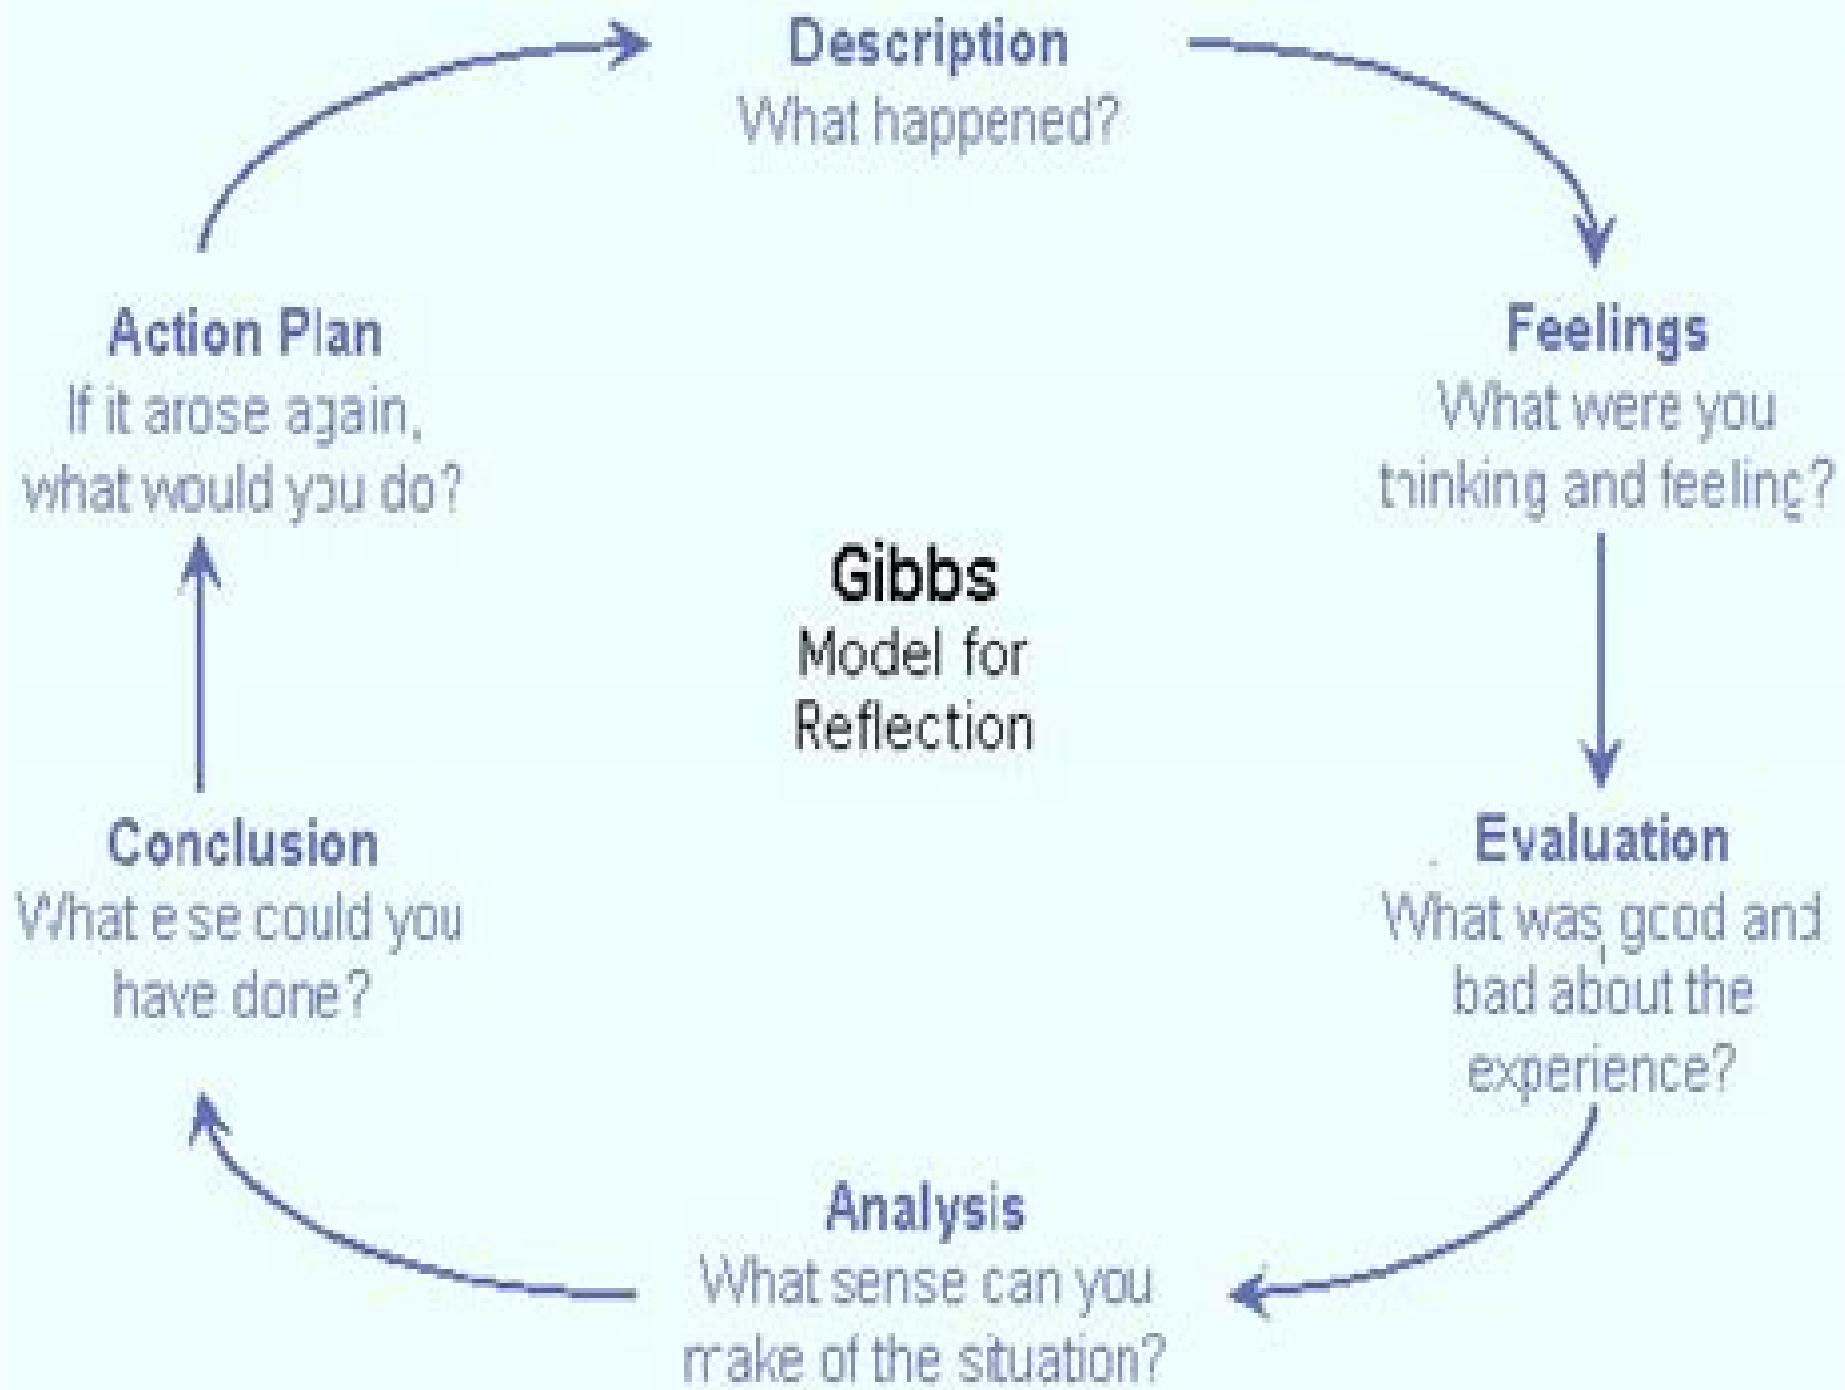 Description
What happened?
Feelings
What were you
thinking and feeling?
Evaluation
What was good and
bad about the
experience?
Analysis
What sense can you
make of the situation?
Conclusion
What else could you
have done?
Action Plan
If it arose again,
what would you do?
Gibbs
Model for
Reflection